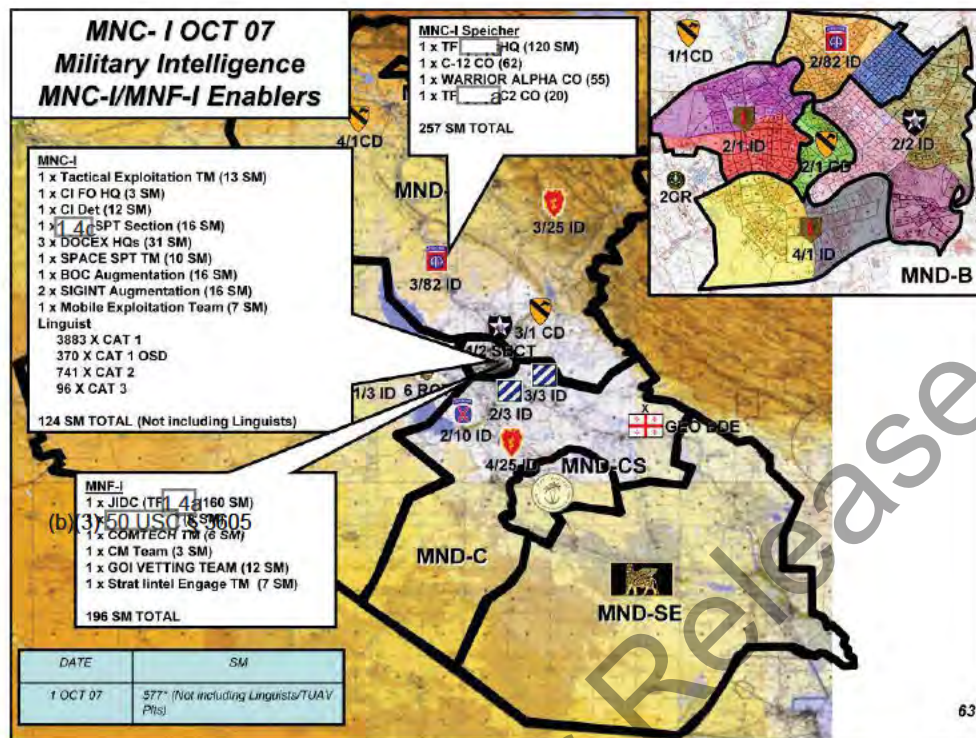 MNC- I OCT 07
Military Intelligence
MNC-I/MNF-I Enablers
MNC-I Speicher
1 x TF HQ (120 SM)
1 x C-12 CO (62)
1 x WARRIOR ALPHA CO (55)
1 x TF a C2 CO (20)
257 SM TOTAL
MNC-I
1 x Tactical Exploitation TM (13 SM)
1 x CI FO HQ (3 SM)
1 x CI Det (12 SM)
1 x 1.4c SPT Section (16 SM)
3 x DOCEX HQs (31 SM)
1 x SPACE SPT TM (10 SM)
1 x BOC Augmentation (16 SM)
2 x SIGINT Augmentation (16 SM)
1 x Mobile Exploitation Team (7 SM)
Linguist
3883 X CAT 1
370 X CAT 1 OSD
741 X CAT 2
96 X CAT 3
124 SM TOTAL (Not including Linguists)
MNF-I
1 x JIDC (TF 1.4a 160 SM)
(b)(3) 50 USC § 3605
1 x COMTECH TM (6 SM)
1 x CM Team (3 SM)
1 x GOI VETTING TEAM (12 SM)
1 x Strat Iintel Engage TM (7 SM)
196 SM TOTAL
DATE SM
1 OCT 07 577* (Not including Linguists/TUAV
Plts)
4/1CD
MND-
3/25 ID
3/82 ID
3/1 CD
4/2 SBCT
1/3 ID
3/3 ID
2/3 ID
2/10 ID
4/25 ID
X
GEO BDE
MND-CS
MND-C
MND-SE
1/1CD
2/82 ID
2/1 ID
2/1 CD
2/2 ID
2CR
4/1 ID
MND-B
Release
63